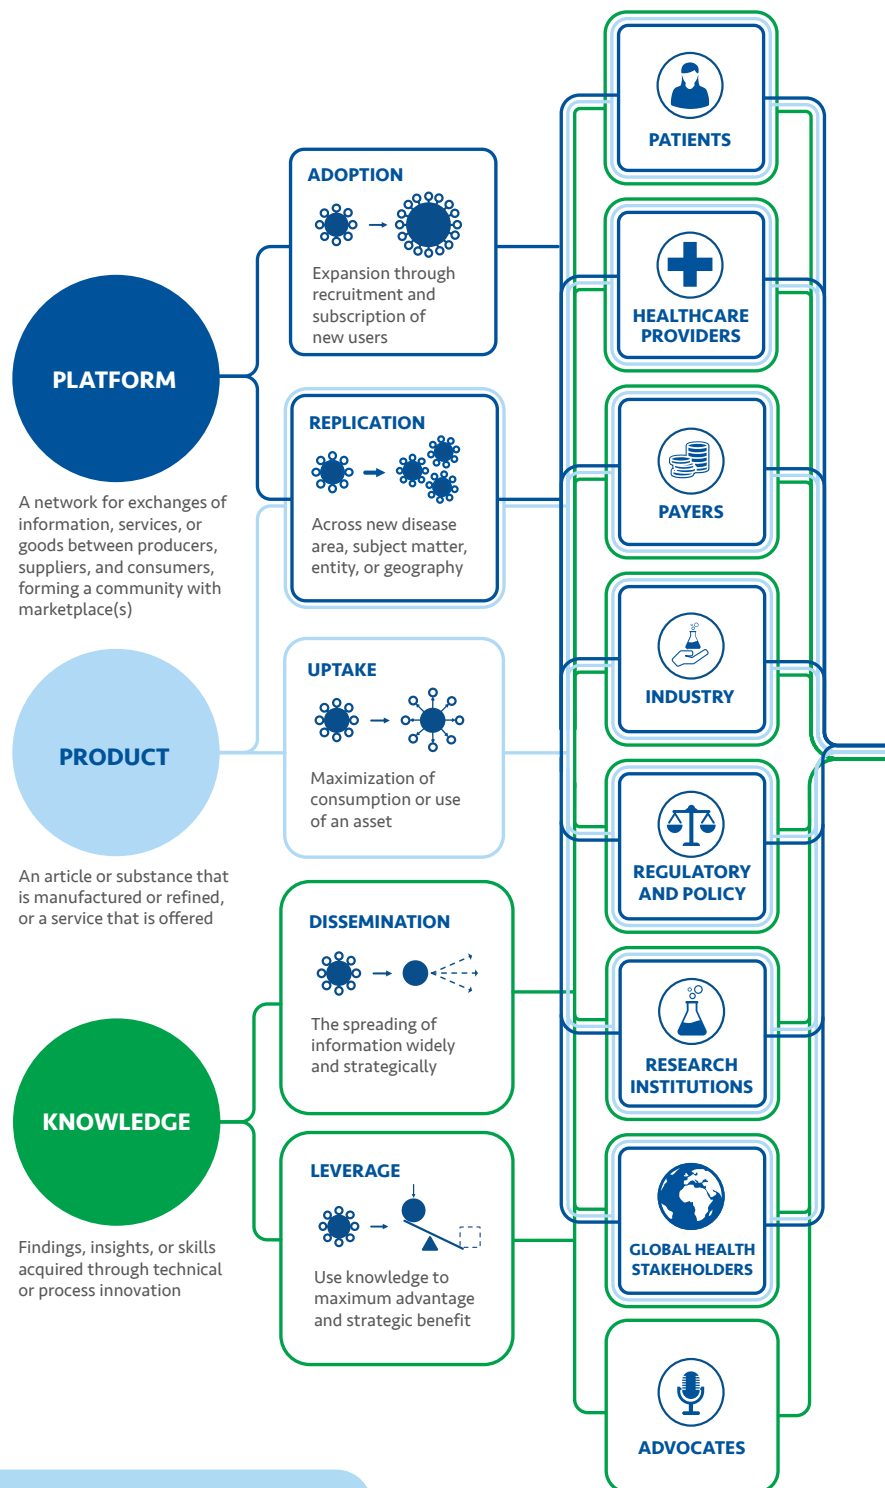 PLATFORM
A network for exchanges of
information, services, or
goods between producers,
suppliers, and consumers,
forming a community with
marketplace(s)
PRODUCT
An article or substance that
is manufactured or refined,
or a service that is offered
KNOWLEDGE
Findings, insights, or skills
acquired through technical
or process innovation
ADOPTION
Expansion through
recruitment and
subscription of
new users
REPLICATION
Across new disease
area, subject matter,
entity, or geography
UPTAKE
Maximization of
consumption or use
of an asset
DISSEMINATION
The spreading of
information widely
and strategically
LEVERAGE
Use knowledge to
maximum advantage
and strategic benefit
PATIENTS
HEALTHCARE
PROVIDERS
PAYERS
INDUSTRY
REGULATORY
AND POLICY
RESEARCH
INSTITUTIONS
GLOBAL HEALTH
STAKEHOLDERS
ADVOCATES